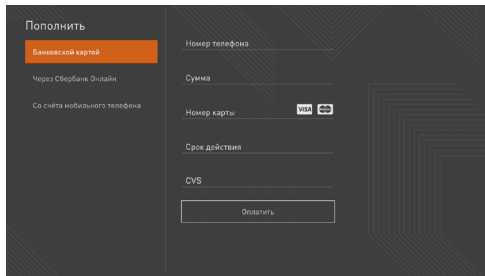 Пополнить
Банковской картой
Через Сбербанк Онлайн
Со счёта мобильного телефона
Номер телефона
Сумма
Номер карты VISA
Срок действия
CVS
Оплатить